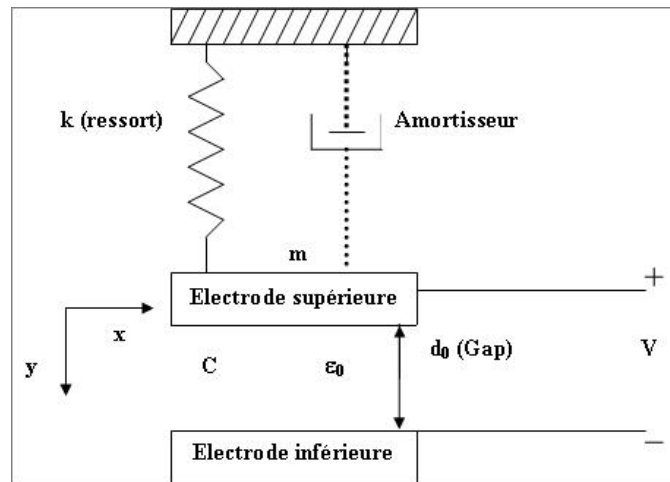 k (ressort)
Amortisseur
m
Electrode supérieure
+
x
y
C
ε₀
d₀ (Gap)
V
Electrode inférieure
−